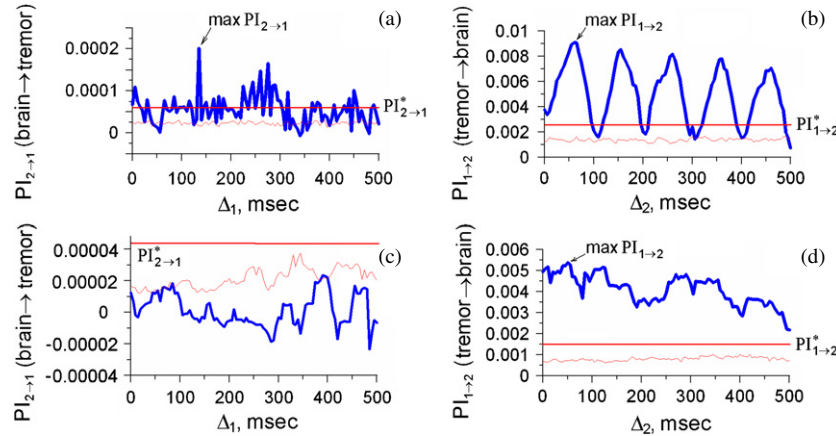 (a)
max PI2→1
PI2→1 (brain→tremor)
0.0002
0.0001
0
PI*2→1
0 100 200 300 400 500
Δ1, msec
(b)
max PI1→2
PI1→2 (tremor→brain)
0.01
0.008
0.006
0.004
0.002
0
PI*1→2
0 100 200 300 400 500
Δ2, msec
(c)
PI2→1 (brain→tremor)
0.00004
0.00002
0
-0.00002
-0.00004
PI*2→1
0 100 200 300 400 500
Δ1, msec
(d)
max PI1→2
PI1→2 (tremor→brain)
0.006
0.005
0.004
0.003
0.002
0.001
0
PI*1→2
0 100 200 300 400 500
Δ2, msec